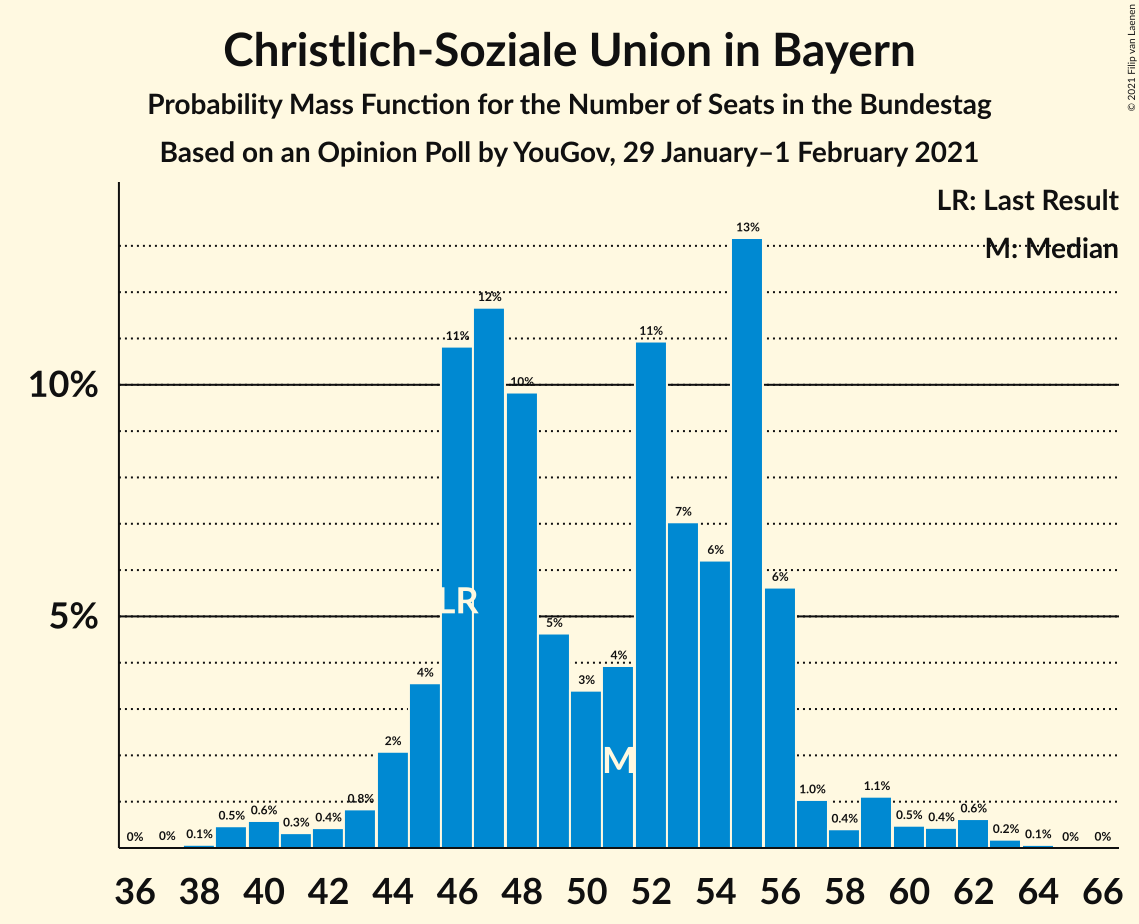 Christlich-Soziale Union in Bayern
Probability Mass Function for the Number of Seats in the Bundestag
Based on an Opinion Poll by YouGov, 29 January–1 February 2021
© 2021 Filip van Laenen
LR: Last Result
M: Median
10%
5%
0% 0% 0.1% 0.5% 0.6% 0.3% 0.4% 0.8% 2% 4% 11% 12% 10% 5% 3% 4% 11% 7% 6% 13% 6% 1.0% 0.4% 1.1% 0.5% 0.4% 0.6% 0.2% 0.1% 0% 0%
LR
M
36 38 40 42 44 46 48 50 52 54 56 58 60 62 64 66